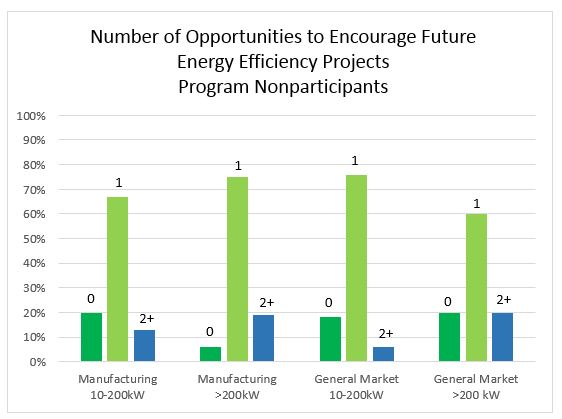 Number of Opportunities to Encourage Future
Energy Efficiency Projects
Program Nonparticipants
100%
90%
80%
70%
60%
50%
40%
30%
20%
10%
0%
0
1
2+
0
1
2+
0
1
2+
0
1
2+
Manufacturing
10-200kW
Manufacturing
>200kW
General Market
10-200kW
General Market
>200 kW